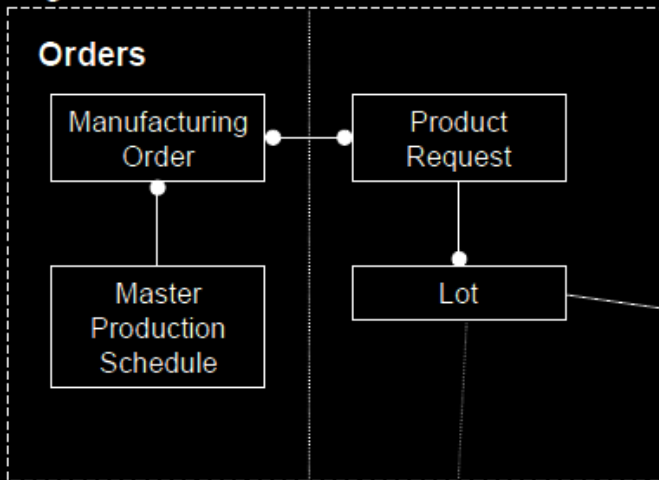 Orders
Manufacturing
Order
Product
Request
Master
Production
Schedule
Lot